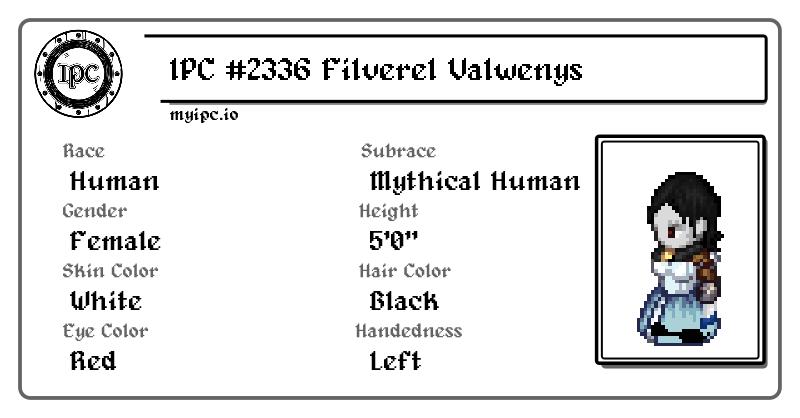 IPC
IPC #2336 Filverel Valwenys
myipc.io
Race
Human
Subrace
Mythical Human
Gender
Female
Height
5'0"
Skin Color
White
Hair Color
Black
Eye Color
Red
Handedness
Left